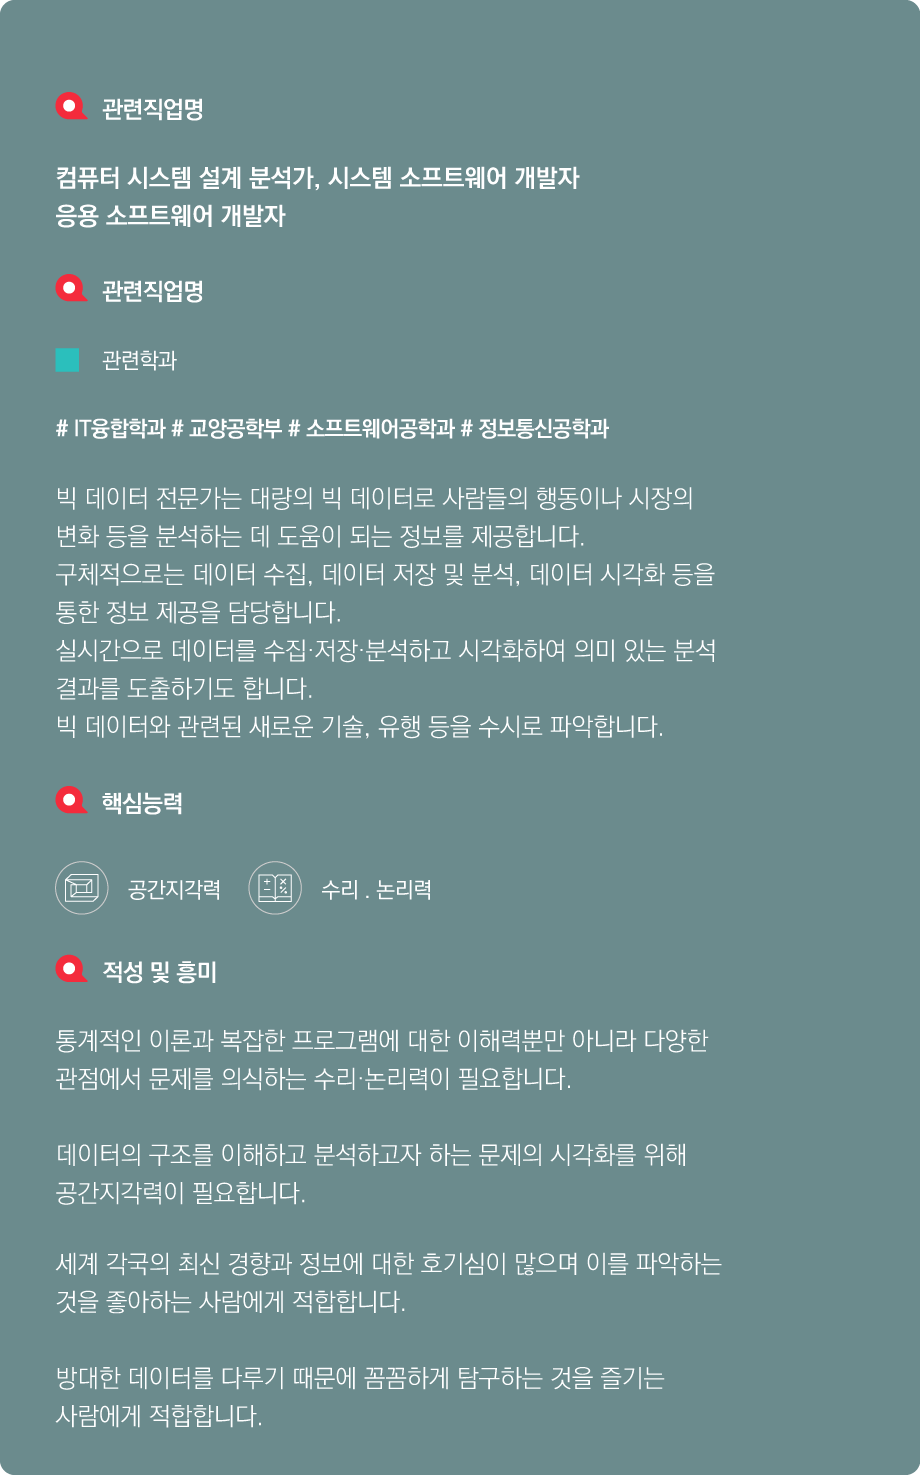 관련직업명
컴퓨터 시스템 설계 분석가, 시스템 소프트웨어 개발자
응용 소프트웨어 개발자
관련직업명
관련학과
# IT융합학과 # 교양공학부 # 소프트웨어공학과 # 정보통신공학과
빅 데이터 전문가는 대량의 빅 데이터로 사람들의 행동이나 시장의
변화 등을 분석하는 데 도움이 되는 정보를 제공합니다.
구체적으로는 데이터 수집, 데이터 저장 및 분석, 데이터 시각화 등을
통한 정보 제공을 담당합니다.
실시간으로 데이터를 수집·저장·분석하고 시각화하여 의미 있는 분석
결과를 도출하기도 합니다.
빅 데이터와 관련된 새로운 기술, 유행 등을 수시로 파악합니다.
핵심능력
공간지각력 수리 . 논리력
적성 및 흥미
통계적인 이론과 복잡한 프로그램에 대한 이해력뿐만 아니라 다양한
관점에서 문제를 의식하는 수리·논리력이 필요합니다.
데이터의 구조를 이해하고 분석하고자 하는 문제의 시각화를 위해
공간지각력이 필요합니다.
세계 각국의 최신 경향과 정보에 대한 호기심이 많으며 이를 파악하는
것을 좋아하는 사람에게 적합합니다.
방대한 데이터를 다루기 때문에 꼼꼼하게 탐구하는 것을 즐기는
사람에게 적합합니다.